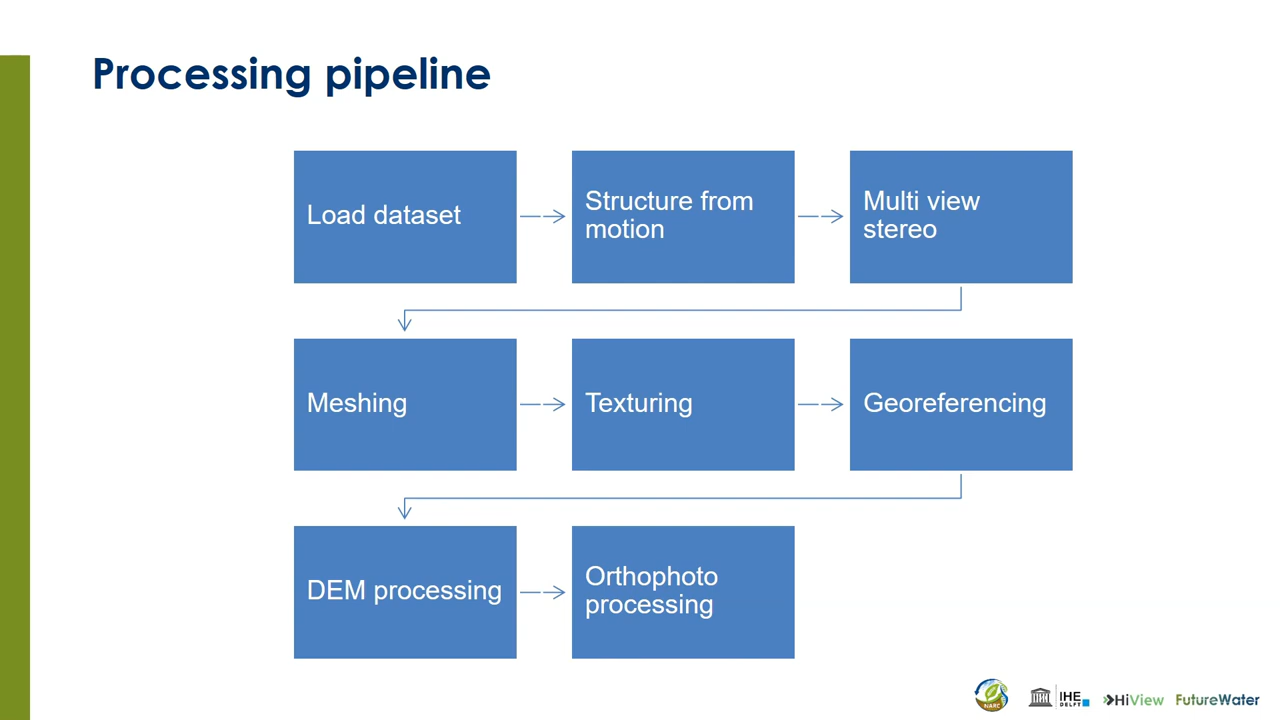 Processing pipeline
Load dataset
Structure from
motion
Multi view
stereo
Meshing
Texturing
Georeferencing
DEM processing
Orthophoto
processing
NARC
IHE
DELFT
HiView
FutureWater